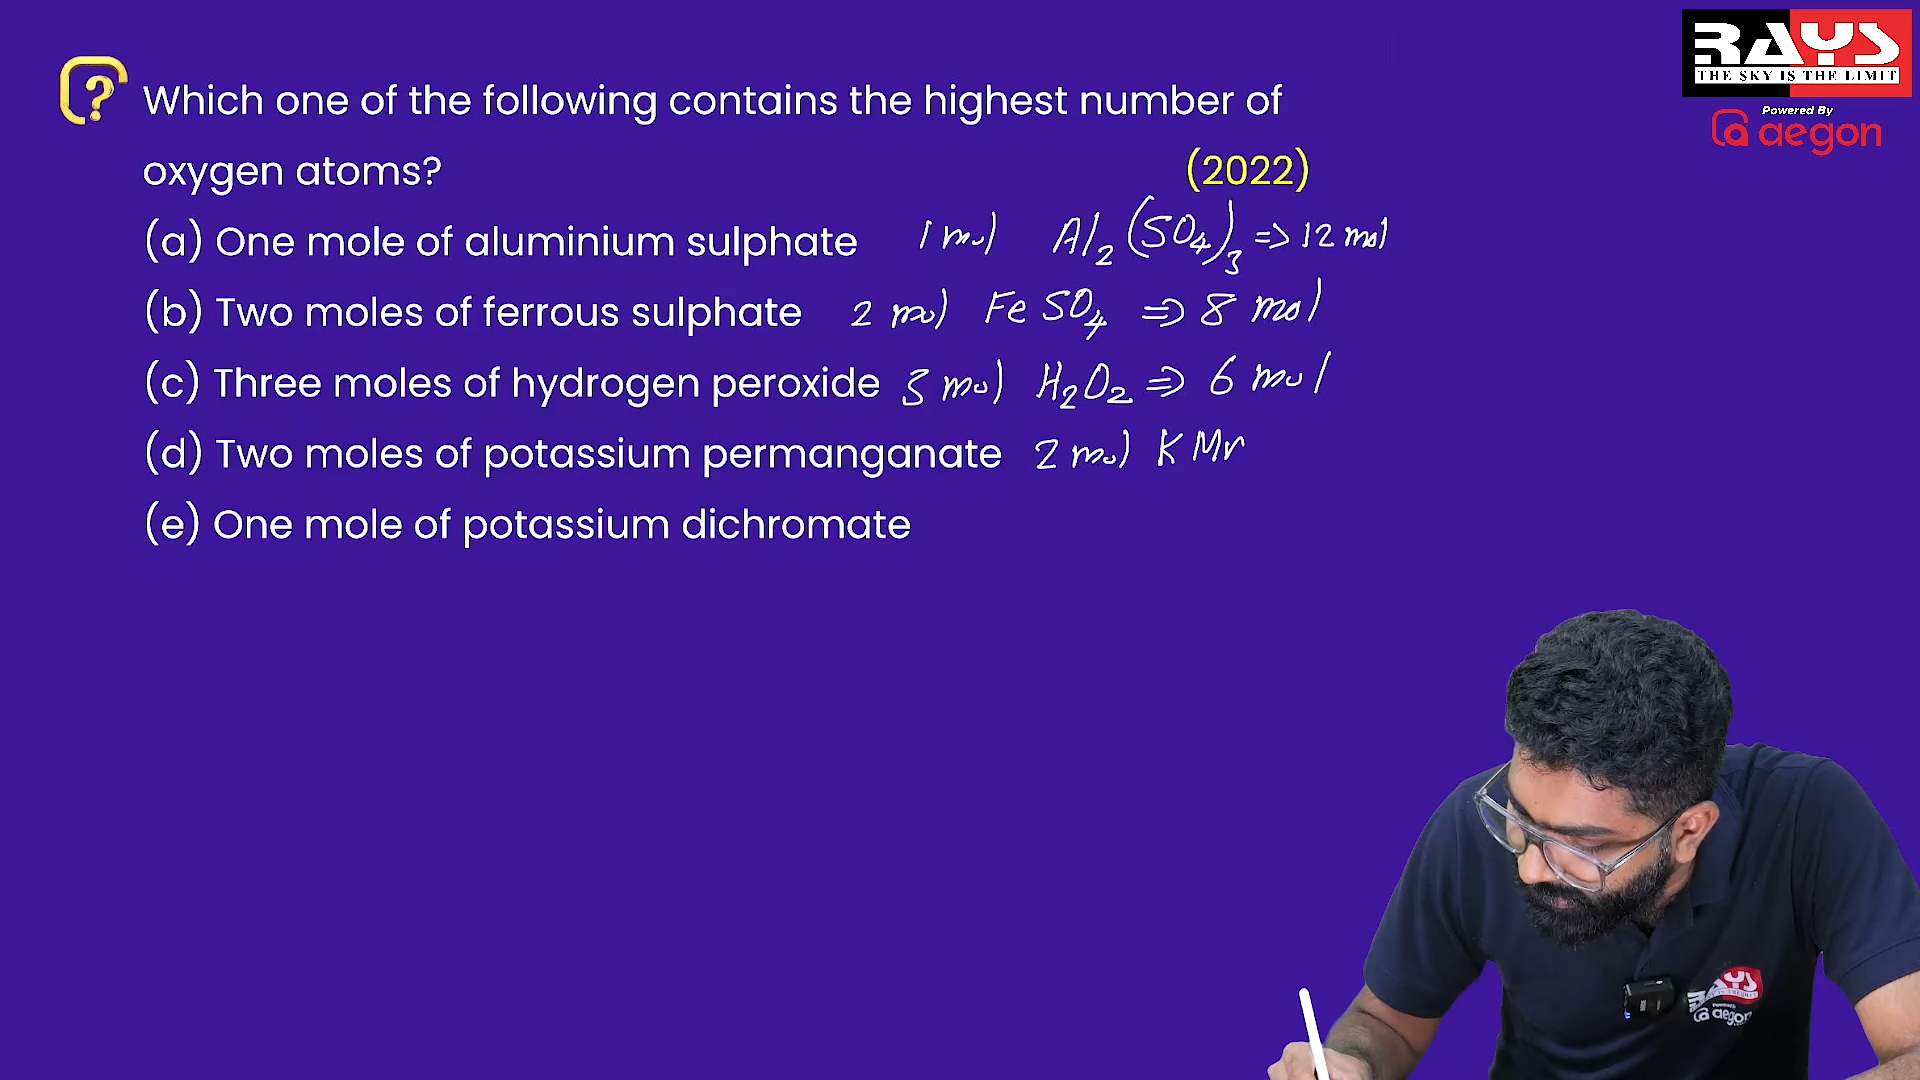 RAYS
THE SKY IS THE LIMIT
Powered By
aegon
Which one of the following contains the highest number of
oxygen atoms? (2022)
(a) One mole of aluminium sulphate 1 mol Al2(SO4)3 => 12 mol
(b) Two moles of ferrous sulphate 2 mol FeSO4 => 8 mol
(c) Three moles of hydrogen peroxide 3 mol H2O2 => 6 mol
(d) Two moles of potassium permanganate 2 mol KMn
(e) One mole of potassium dichromate
RAYS
aegon